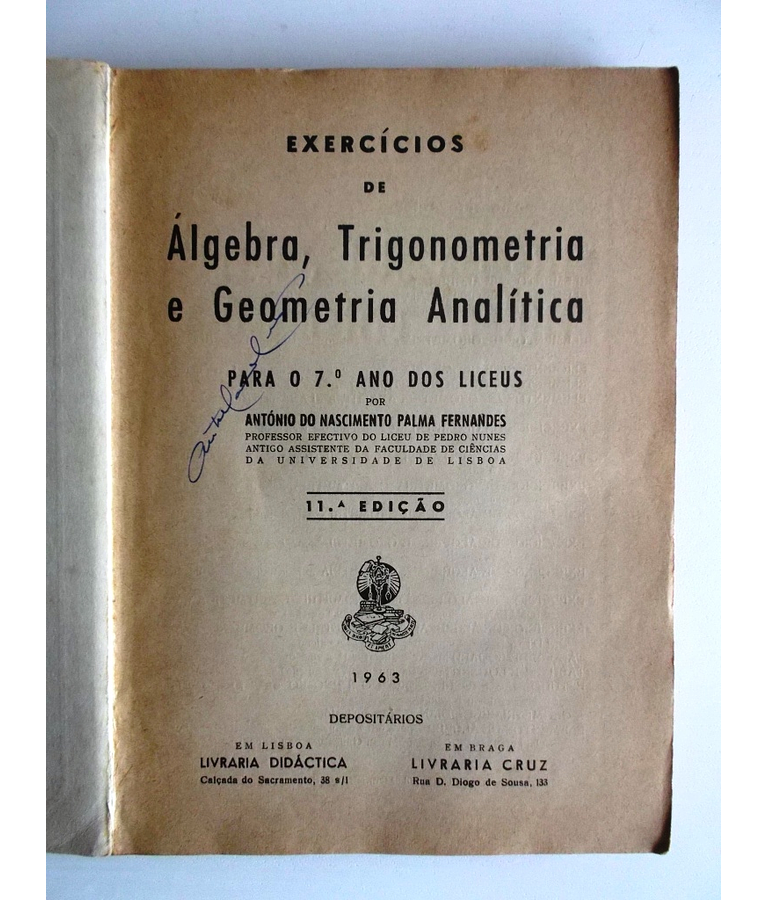 EXERCÍCIOS
DE
Álgebra, Trigonometria
e Geometria Analítica
PARA O 7.º ANO DOS LICEUS
POR
ANTÓNIO DO NASCIMENTO PALMA FERNANDES
PROFESSOR EFECTIVO DO LICEU DE PEDRO NUNES
ANTIGO ASSISTENTE DA FACULDADE DE CIÊNCIAS
DA UNIVERSIDADE DE LISBOA
11.ᴬ EDIÇÃO
1963
DEPOSITÁRIOS
EM LISBOA
LIVRARIA DIDÁCTICA
Calçada do Sacramento, 38 s/l
EM BRAGA
LIVRARIA CRUZ
Rua D. Diogo de Sousa, 133